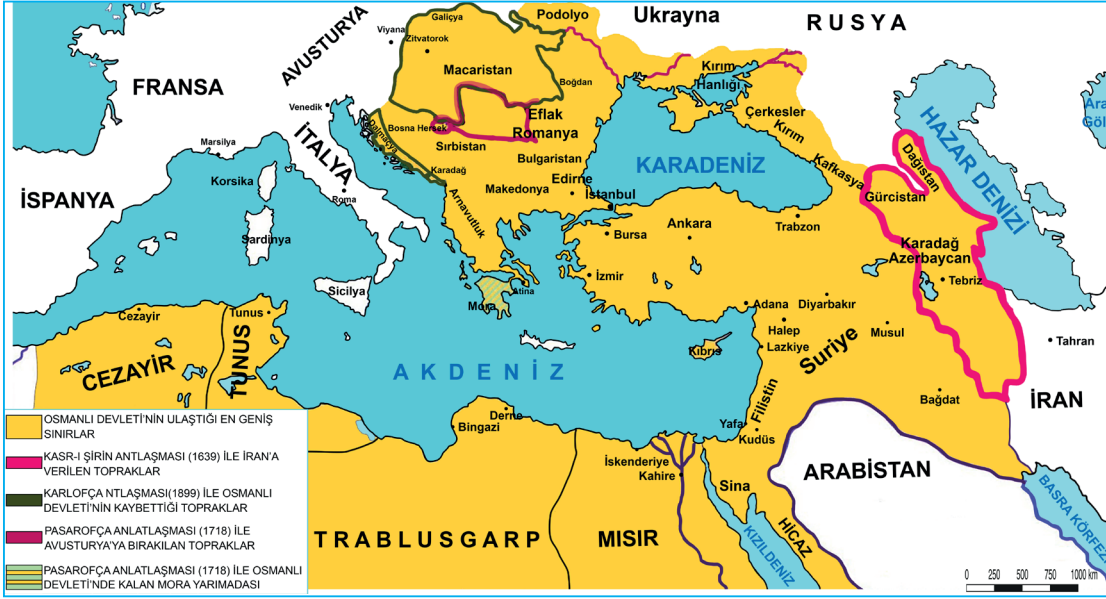 Galiçya
Podolyo
Ukrayna
RUSYA
Viyana
Zitvatorok
AVUSTURYA
Macaristan
Kırım
Hanlığı
FRANSA
Boğdan
Venedik
Eflak
Romanya
Çerkesler
Dalmaçya
Bosna Hersek
Sırbistan
Kırım
HAZAR DENİZİ
Dağıstan
Marsilya
İTALYA
Bulgaristan
KARADENİZ
Kafkasya
Korsika
Karadağ
Edirne
Makedonya
İstanbul
Gürcistan
İSPANYA
Roma
Arnavutluk
Ankara
Trabzon
Bursa
Sardinya
Karadağ
Azerbaycan
İzmir
Tebriz
Sicilya
Mora
Atina
Adana
Diyarbakır
Cezayir
Tunus
Halep
Musul
Tahran
Lazkiye
Kıbrıs
Suriye
CEZAYİR
TUNUS
AKDENİZ
Filistin
Bağdat
İRAN
Derne
Bingazi
Yafa
Kudüs
İskenderiye
Kahire
ARABİSTAN
Sina
BASRA KÖRFEZİ
TRABLUSGARP
MISIR
KIZILDENİZ
HİCAZ
OSMANLI DEVLETİ'NİN ULAŞTIĞI EN GENİŞ
SINIRLAR
KASR-I ŞİRİN ANTLAŞMASI (1639) İLE İRAN'A
VERİLEN TOPRAKLAR
KARLOFÇA NTLAŞMASI(1899) İLE OSMANLI
DEVLETİ'NİN KAYBETTİĞİ TOPRAKLAR
PASAROFÇA ANLATLAŞMASI (1718) İLE
AVUSTURYA'YA BIRAKILAN TOPRAKLAR
PASAROFÇA ANLATLAŞMASI (1718) İLE OSMANLI
DEVLETİ'NDE KALAN MORA YARIMADASI
0 250 500 750 1000 km